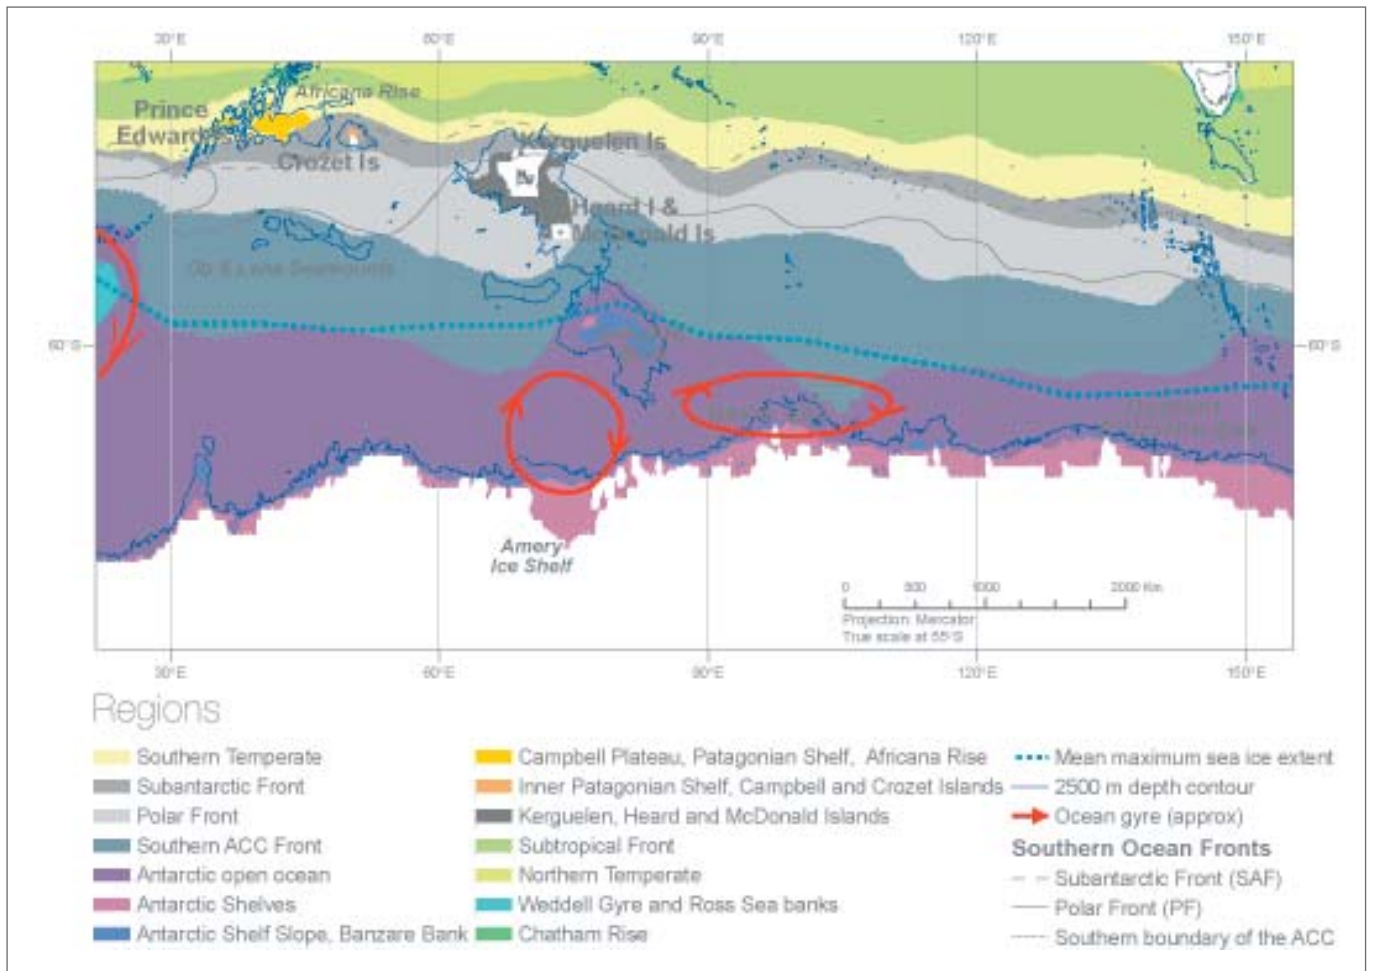 30°E 60°E 90°E 120°E 150°E
Africana Rise
Prince
Edward Is
Crozet Is
Kerguelen Is
Heard I &
McDonald Is
Ob & Lena Seamounts
60°S 60°S
Amery
Ice Shelf
0 500 1000 2000 Km
Projection: Mercator
True scale at 55°S
30°E 60°E 90°E 120°E 150°E
Regions
Southern Temperate
Subantarctic Front
Polar Front
Southern ACC Front
Antarctic open ocean
Antarctic Shelves
Antarctic Shelf Slope, Banzare Bank
Campbell Plateau, Patagonian Shelf, Africana Rise
Inner Patagonian Shelf, Campbell and Crozet Islands
Kerguelen, Heard and McDonald Islands
Subtropical Front
Northern Temperate
Weddell Gyre and Ross Sea banks
Chatham Rise
Mean maximum sea ice extent
2500 m depth contour
Ocean gyre (approx)
Southern Ocean Fronts
Subantarctic Front (SAF)
Polar Front (PF)
Southern boundary of the ACC